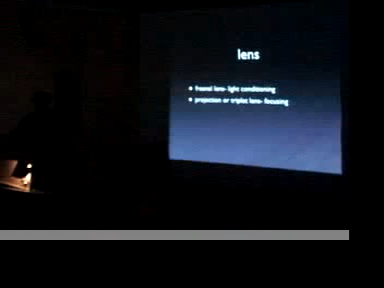 lens
fresnel lens- light conditioning
projection or triplet lens- focusing